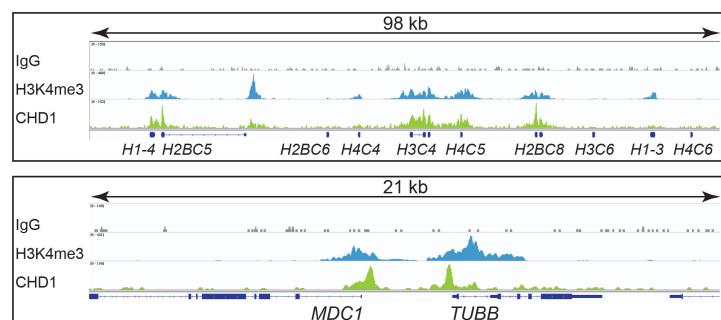 98 kb
IgG
H3K4me3
CHD1
H1-4 H2BC5 H2BC6 H4C4 H3C4 H4C5 H2BC8 H3C6 H1-3 H4C6
21 kb
IgG
H3K4me3
CHD1
MDC1 TUBB